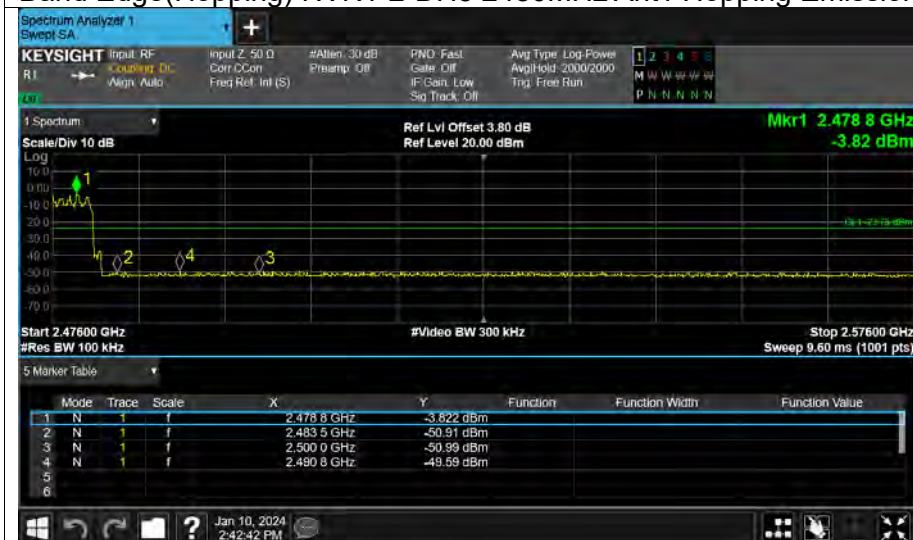 Spectrum Analyzer 1
Swept SA
+
KEYSIGHT Input: RF Input Z: 50 Ω #Atten: 30 dB PNO: Fast Avg Type: Log-Power 1 2 3 4 5 6
RL Coupling: DC Corr CCorr Preamp: Off Gate: Off Avg|Hold: 2000/2000 M W W W W W
Align: Auto Freq Ref: Int (S) IF Gain: Low Trig: Free Run
Sig Track: Off P N N N N N
1 Spectrum Ref Lvl Offset 3.80 dB Mkr1 2.478 8 GHz
Scale/Div 10 dB Ref Level 20.00 dBm -3.82 dBm
Log
10.0
0.00
-10.0
-20.0
-30.0
-40.0
-50.0
-60.0
-70.0
1
2
4
3
Start 2.47600 GHz #Video BW 300 kHz Stop 2.57600 GHz
#Res BW 100 kHz Sweep 9.60 ms (1001 pts)
5 Marker Table
Mode Trace Scale X Y Function Function Width Function Value
1 N 1 f 2.478 8 GHz -3.822 dBm
2 N 1 f 2.483 5 GHz -50.91 dBm
3 N 1 f 2.500 0 GHz -50.99 dBm
4 N 1 f 2.490 8 GHz -49.59 dBm
5
6
? Jan 10, 2024
2:42:42 PM